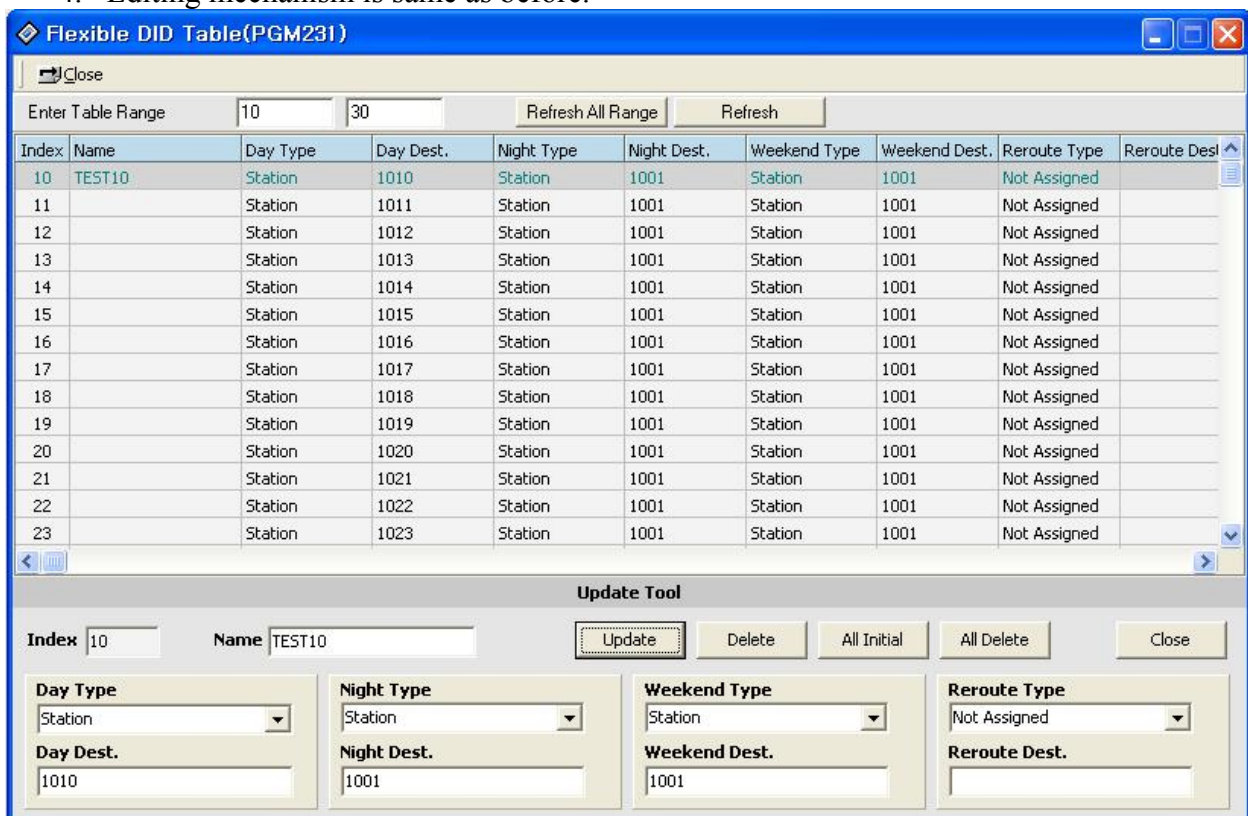 4. Editing mechanism is same as before.
Flexible DID Table(PGM231)
Close
Enter Table Range 10 30 Refresh All Range Refresh
Index Name Day Type Day Dest. Night Type Night Dest. Weekend Type Weekend Dest. Reroute Type Reroute Dest
10 TEST10 Station 1010 Station 1001 Station 1001 Not Assigned
11 Station 1011 Station 1001 Station 1001 Not Assigned
12 Station 1012 Station 1001 Station 1001 Not Assigned
13 Station 1013 Station 1001 Station 1001 Not Assigned
14 Station 1014 Station 1001 Station 1001 Not Assigned
15 Station 1015 Station 1001 Station 1001 Not Assigned
16 Station 1016 Station 1001 Station 1001 Not Assigned
17 Station 1017 Station 1001 Station 1001 Not Assigned
18 Station 1018 Station 1001 Station 1001 Not Assigned
19 Station 1019 Station 1001 Station 1001 Not Assigned
20 Station 1020 Station 1001 Station 1001 Not Assigned
21 Station 1021 Station 1001 Station 1001 Not Assigned
22 Station 1022 Station 1001 Station 1001 Not Assigned
23 Station 1023 Station 1001 Station 1001 Not Assigned
Update Tool
Index 10 Name TEST10 Update Delete All Initial All Delete Close
Day Type Night Type Weekend Type Reroute Type
Station Station Station Not Assigned
Day Dest. Night Dest. Weekend Dest. Reroute Dest.
1010 1001 1001